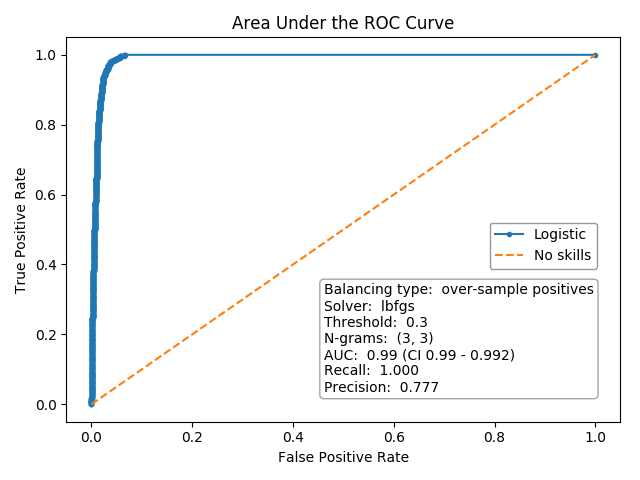 Area Under the ROC Curve
1.0
0.8
0.6
0.4
0.2
0.0
True Positive Rate
Logistic
No skills
Balancing type:  over-sample positives
Solver:  lbfgs
Threshold:  0.3
N-grams:  (3, 3)
AUC:  0.99 (CI 0.99 - 0.992)
Recall:  1.000
Precision:  0.777
0.0 0.2 0.4 0.6 0.8 1.0
False Positive Rate